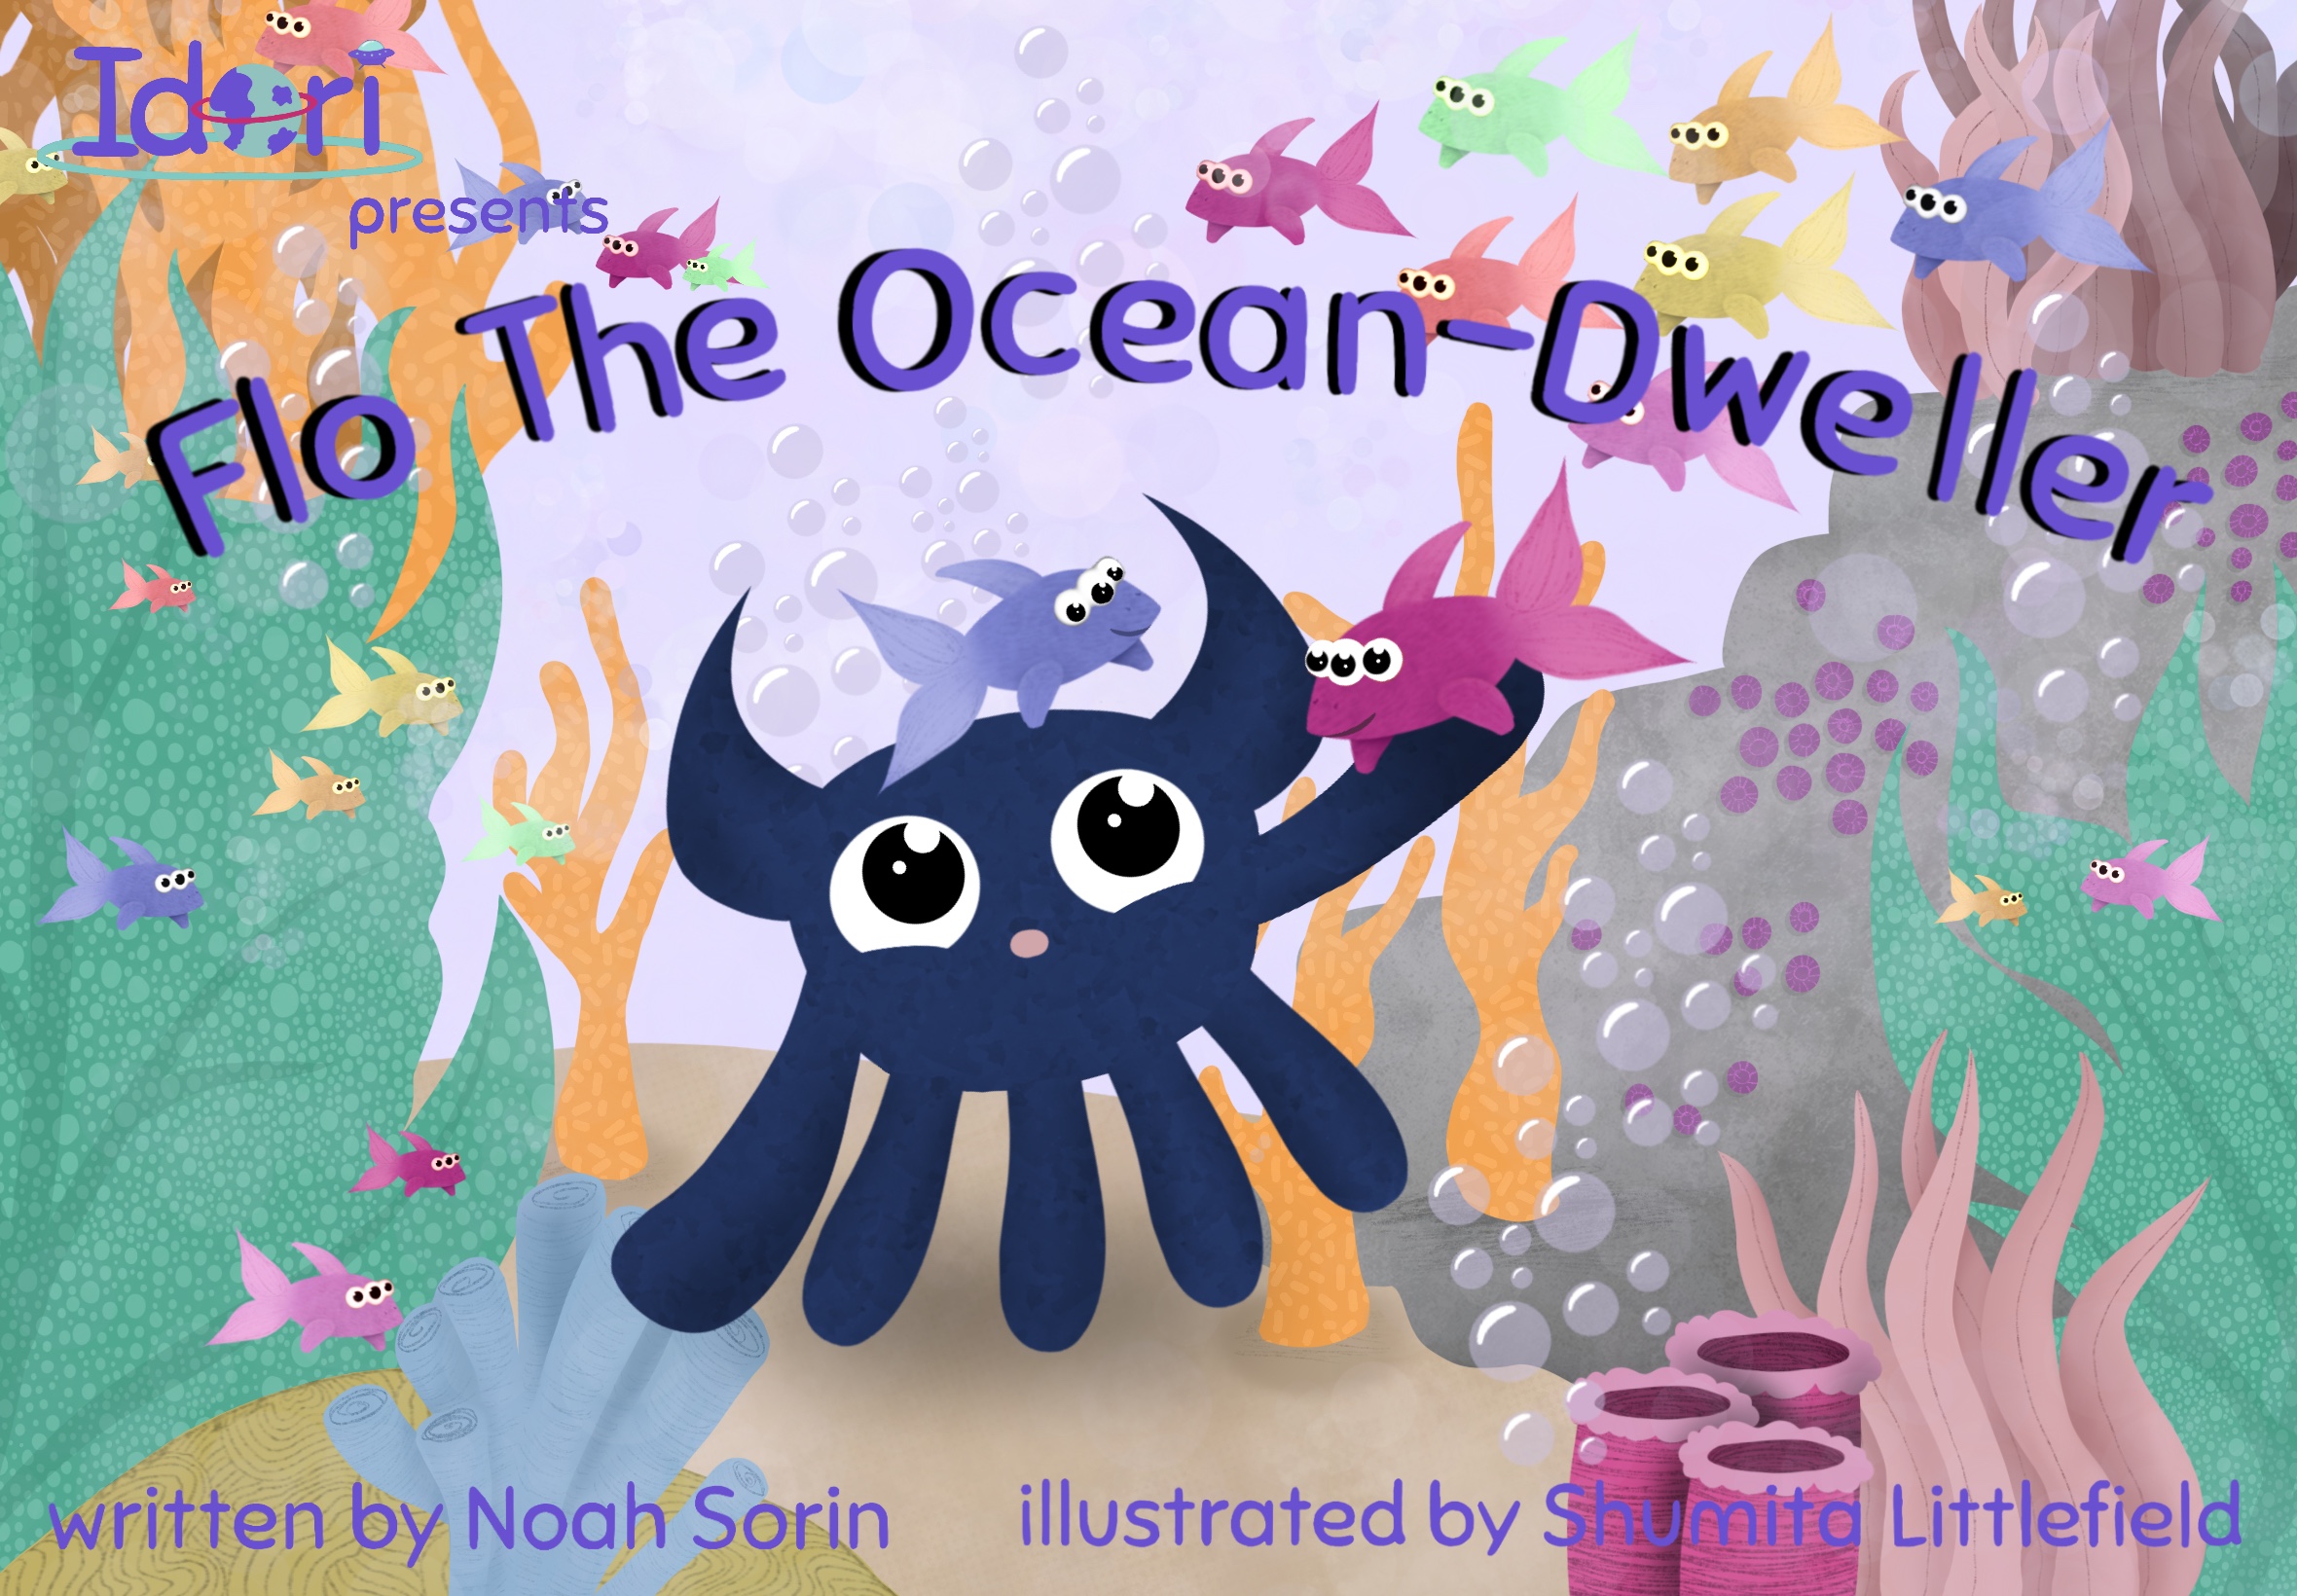 Idori
presents
Flo The Ocean-Dweller
written by Noah Sorin
illustrated by Shumita Littlefield